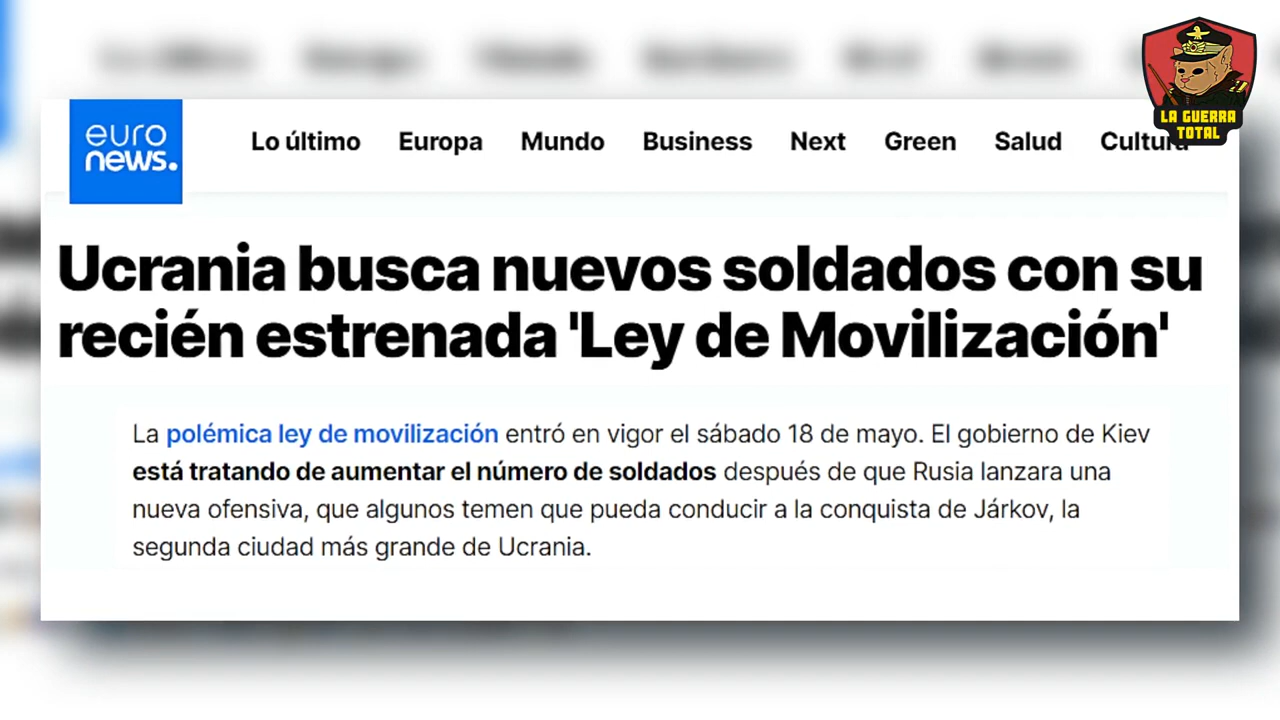 euro
news.
Lo último Europa Mundo Business Next Green Salud Cultura
LA GUERRA
TOTAL
Ucrania busca nuevos soldados con su
recién estrenada 'Ley de Movilización'
La polémica ley de movilización entró en vigor el sábado 18 de mayo. El gobierno de Kiev
está tratando de aumentar el número de soldados después de que Rusia lanzara una
nueva ofensiva, que algunos temen que pueda conducir a la conquista de Járkov, la
segunda ciudad más grande de Ucrania.